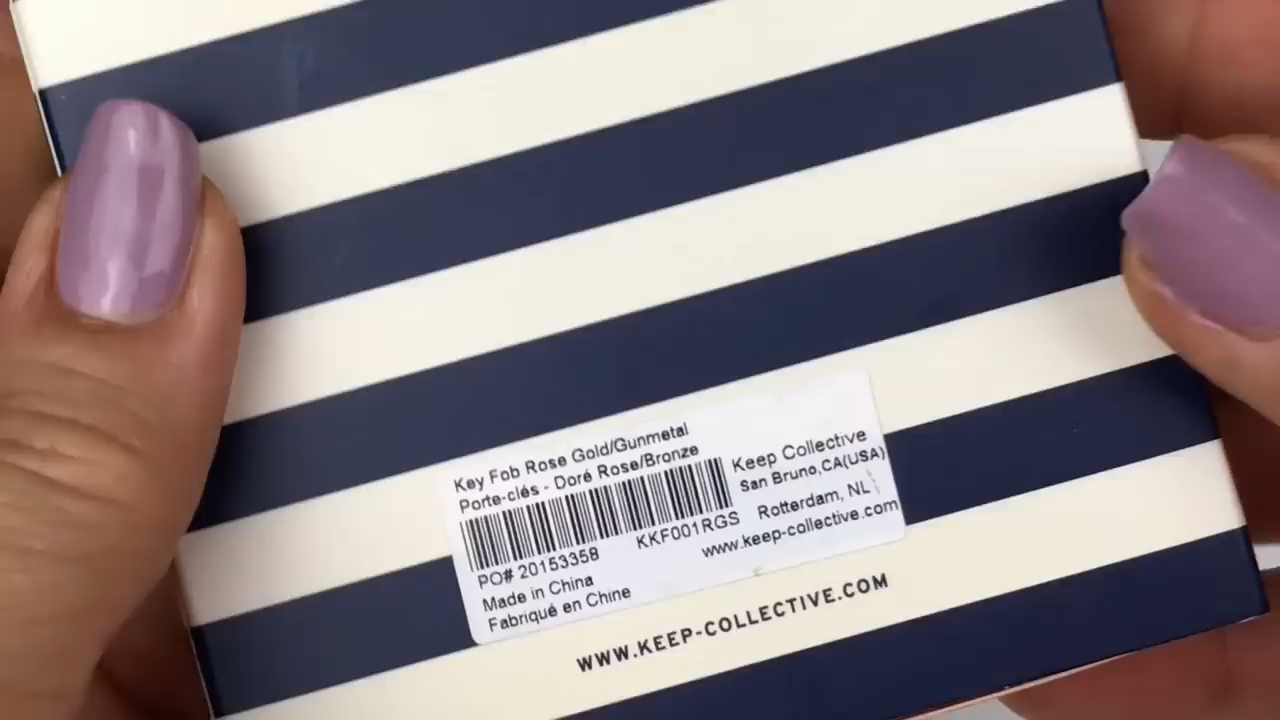 Key Fob Rose Gold/Gunmetal
Porte-clés - Doré Rose/Bronze
PO# 20153358
KKF001RGS
Made in China
Fabriqué en Chine
Keep Collective
San Bruno,CA(USA)
Rotterdam, NL
www.keep-collective.com
WWW.KEEP-COLLECTIVE.COM